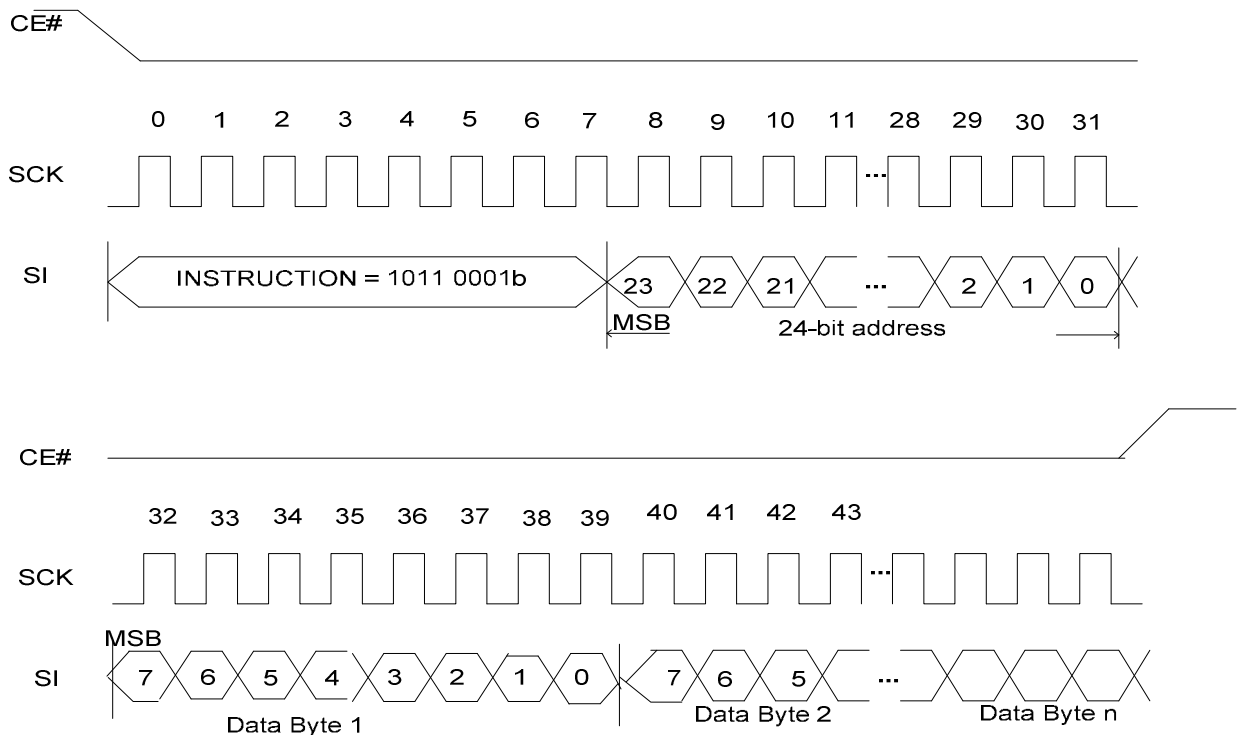 CE#
0 1 2 3 4 5 6 7 8 9 10 11 28 29 30 31
SCK ...
SI INSTRUCTION = 1011 0001b 23 22 21 ... 2 1 0
MSB 24-bit address
CE#
32 33 34 35 36 37 38 39 40 41 42 43
SCK ...
MSB
SI 7 6 5 4 3 2 1 0 7 6 5 ...
Data Byte 1 Data Byte 2 Data Byte n